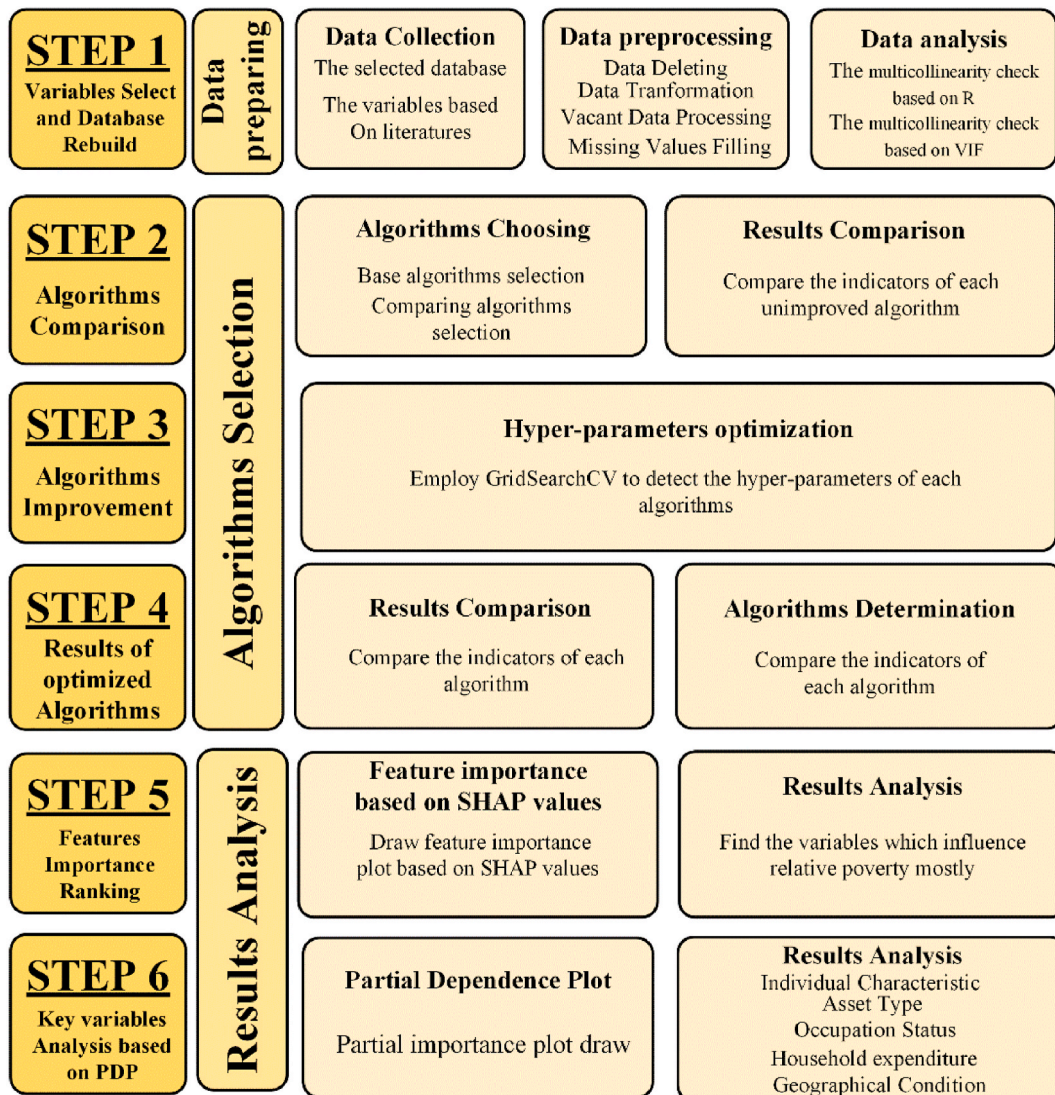 STEP 1
Variables Select
and Database
Rebuild
Data
preparing
Data Collection
The selected database
The variables based
On literatures
Data preprocessing
Data Deleting
Data Tranformation
Vacant Data Processing
Missing Values Filling
Data analysis
The multicollinarity check
based on R
The multicollinarity check
based on VIF
STEP 2
Algorithms
Comparison
Algorithms Selection
Algorithms Choosing
Base algorithms selection
Comparing algorithms
selection
Results Comparison
Compare the indicators of each
unimproved algorithm
STEP 3
Algorithms
Improvement
Hyper-parameters optimization
Employ GridSearchCV to detect the hyper-parameters of each
algorithms
STEP 4
Results of
optimized
Algorithms
Results Comparison
Compare the indicators of each
algorithm
Algorithms Determination
Compare the indicators of
each algorithm
STEP 5
Features
Importance
Ranking
Results Analysis
Feature importance
based on SHAP values
Draw feature importance
plot based on SHAP values
Results Analysis
Find the variables which influence
relative poverty mostly
STEP 6
Key variables
Analysis based
on PDP
Partial Dependence Plot
Partial importance plot draw
Results Analysis
Individual Characteristic
Asset Type
Occupation Status
Household expenditure
Geographical Condition